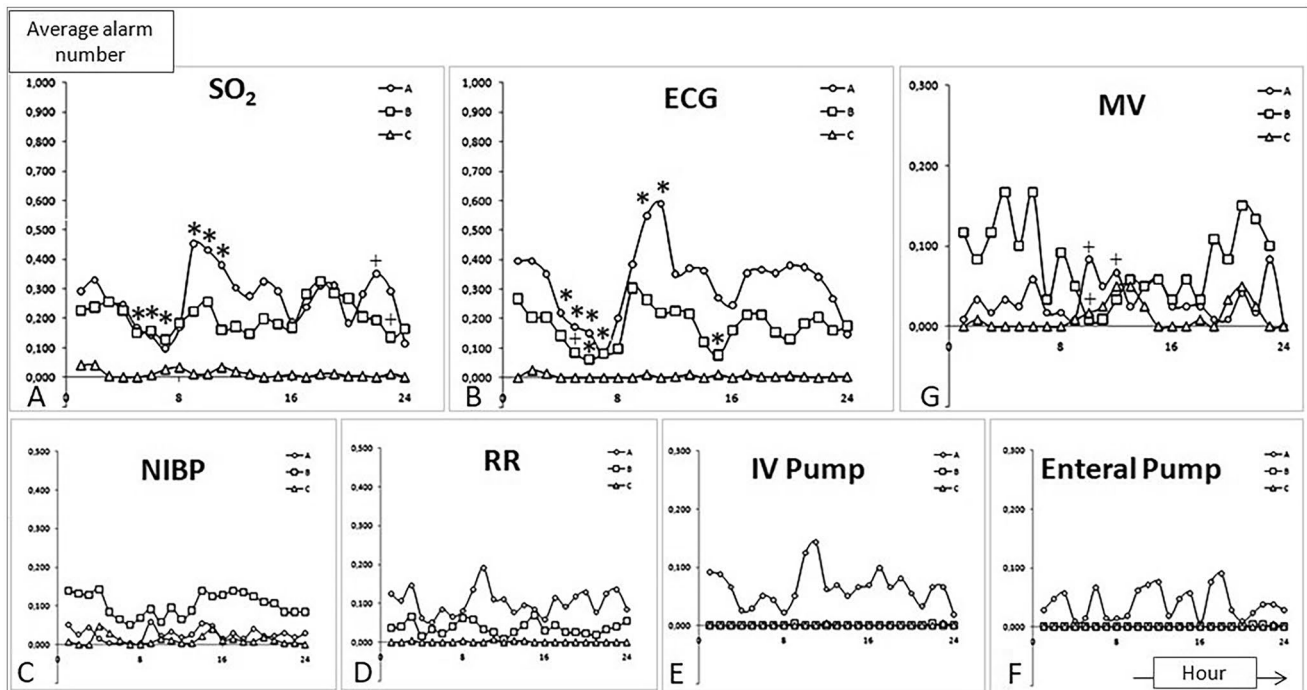 Average alarm
number
SO₂
A
B
C
1,000
0,900
0,800
0,700
0,600
0,500
0,400
0,300
0,200
0,100
0,000
* * *
* * *
+
+
0 8 16 24
A
ECG
A
B
C
1,000
0,900
0,800
0,700
0,600
0,500
0,400
0,300
0,200
0,100
0,000
* *
* * * *
+ * *
0 8 16 24
B
MV
A
B
C
0,300
0,200
0,100
0,000
+ +
+
0 8 16 24
G
NIBP
A
B
C
0,500
0,400
0,300
0,200
0,100
0,000
0 8 16 24
C
RR
A
B
C
0,500
0,400
0,300
0,200
0,100
0,000
0 8 16 24
D
IV Pump
A
B
C
0,300
0,200
0,100
0,000
0 8 16 24
E
Enteral Pump
A
B
C
0,300
0,200
0,100
0,000
0 8 16 24
F
Hour